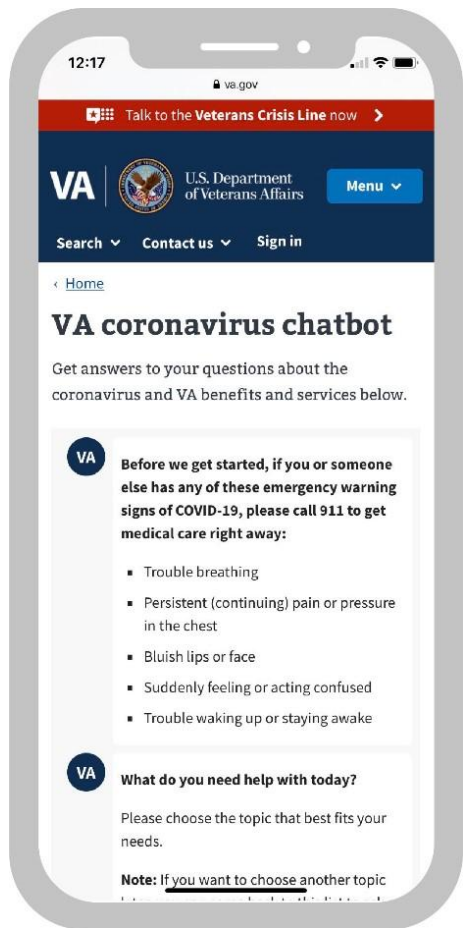 12:17
va.gov
Talk to the Veterans Crisis Line now
VA
U.S. Department
of Veterans Affairs
Menu
Search
Contact us
Sign in
‹ Home
VA coronavirus chatbot
Get answers to your questions about the
coronavirus and VA benefits and services below.
VA
Before we get started, if you or someone
else has any of these emergency warning
signs of COVID-19, please call 911 to get
medical care right away:
▪ Trouble breathing
▪ Persistent (continuing) pain or pressure
in the chest
▪ Bluish lips or face
▪ Suddenly feeling or acting confused
▪ Trouble waking up or staying awake
VA
What do you need help with today?
Please choose the topic that best fits your
needs.
Note: If you want to choose another topic